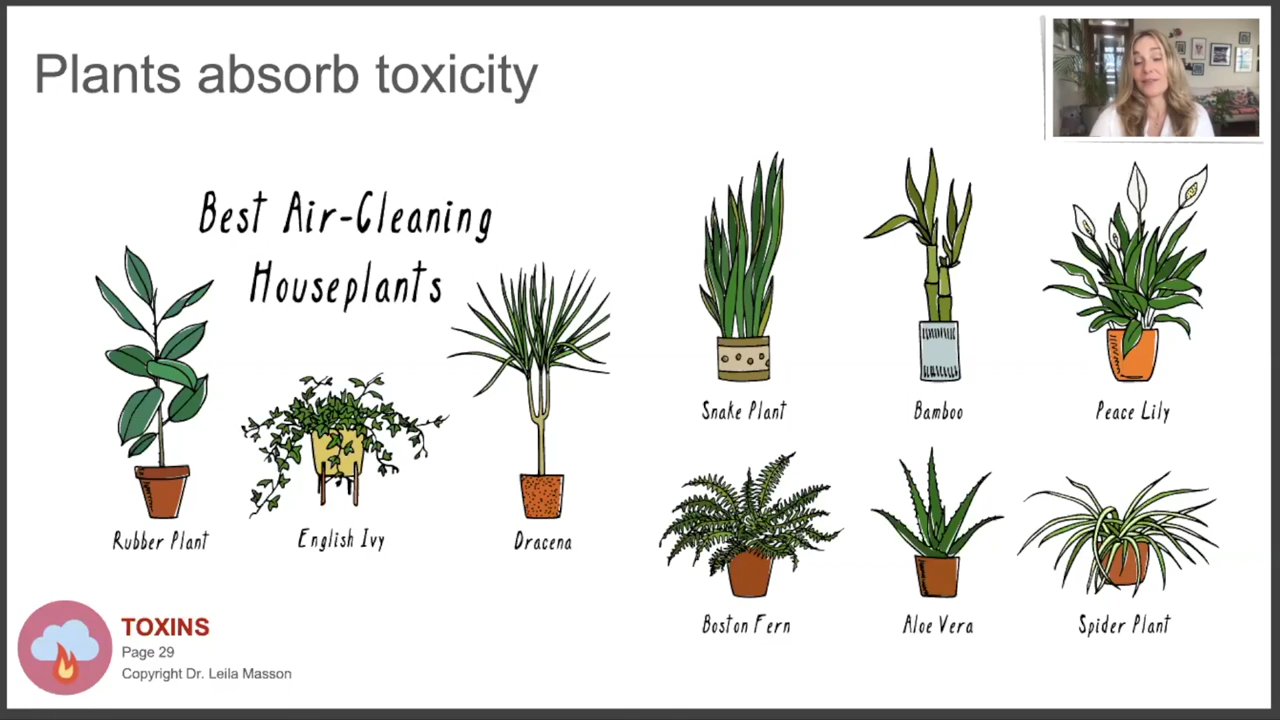 Plants absorb toxicity
Best Air-Cleaning
Houseplants
Rubber Plant
English Ivy
Dracena
Snake Plant
Bamboo
Peace Lily
Boston Fern
Aloe Vera
Spider Plant
TOXINS
Page 29
Copyright Dr. Leila Masson